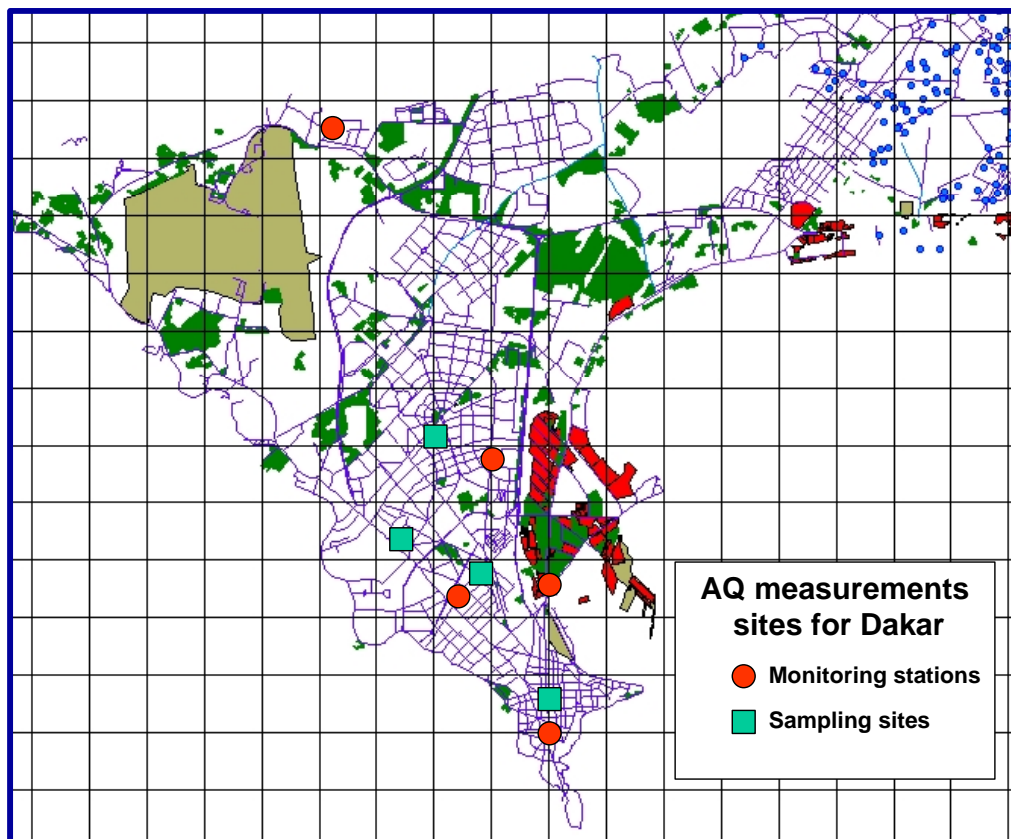 AQ measurements
sites for Dakar
Monitoring stations
Sampling sites